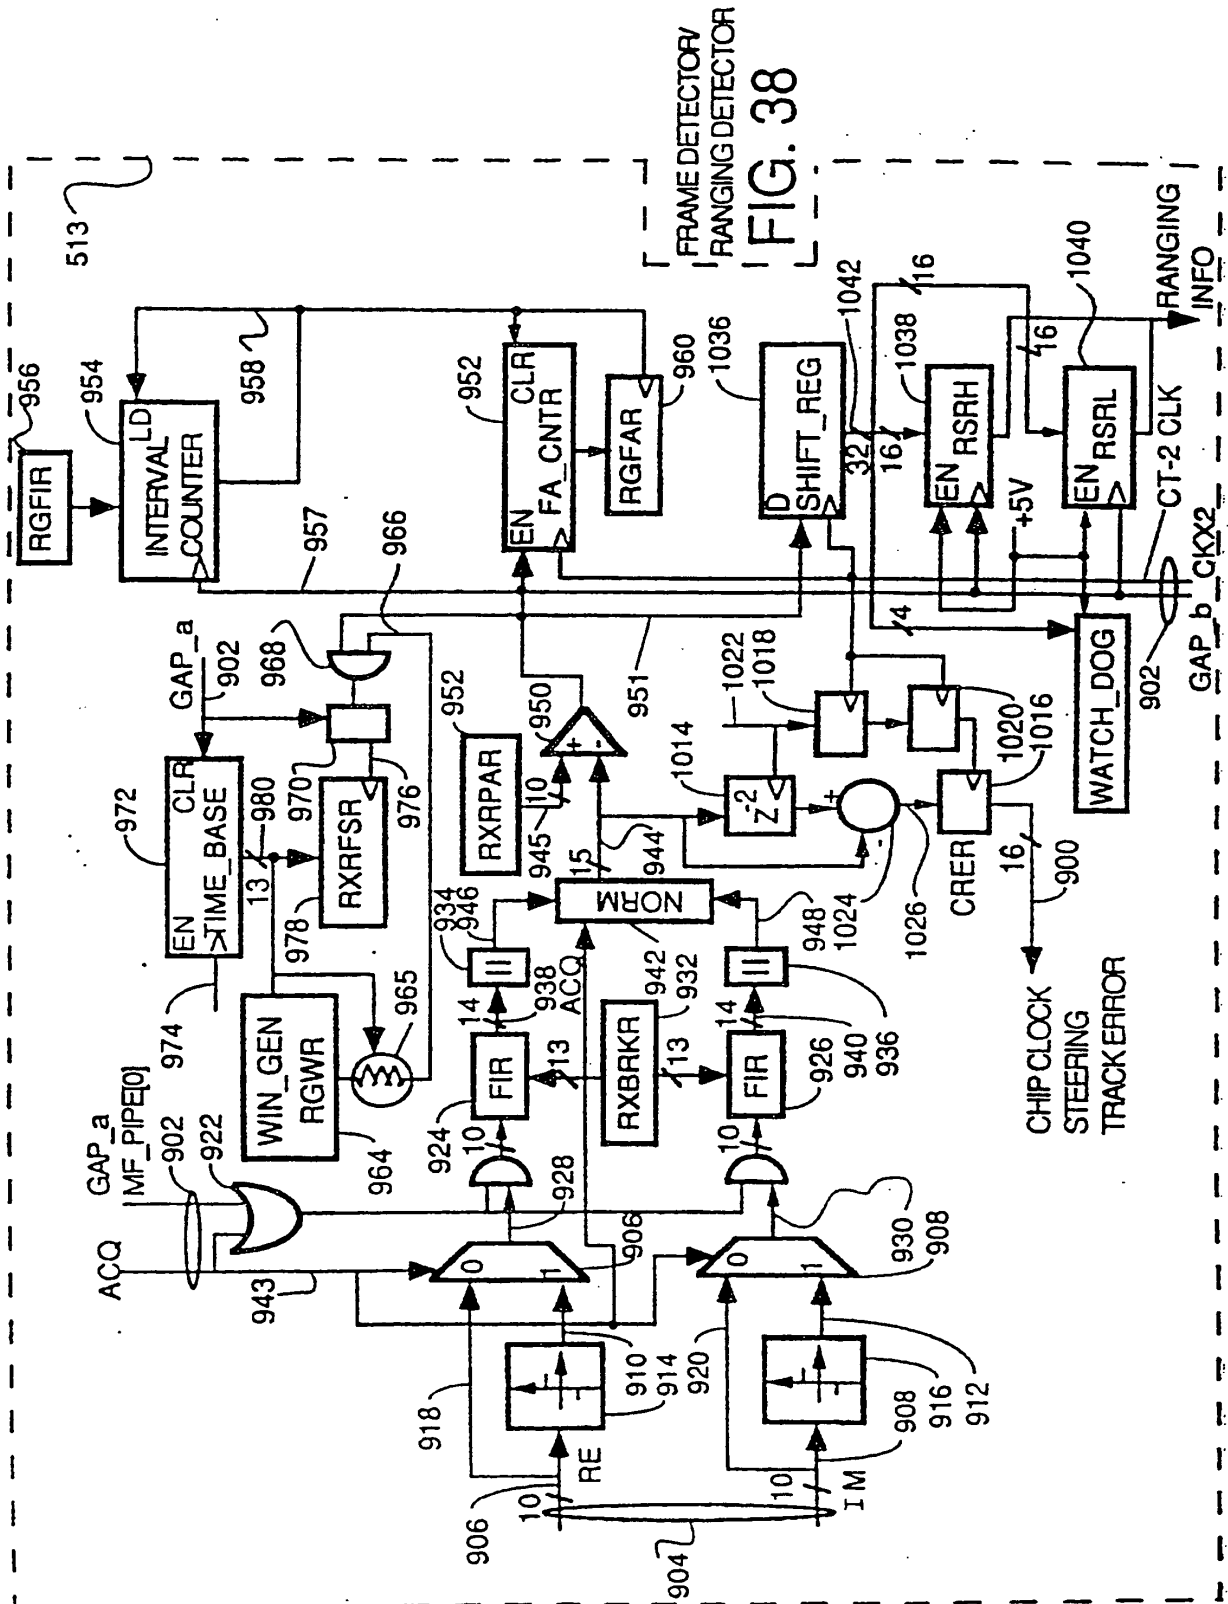 513
RGFIR
956
954
INTERVAL
COUNTER
LD
958
957
966
GAP_a
902
968
972
EN
CLR
TIME_BASE
974
13
980
970
976
978
RXRFSR
WIN_GEN
RGWR
964
965
EN
CLR
FA_CNTR
952
RGFAR
960
FRAME DETECTOR/
RANGING DETECTOR
FIG. 38
1036
D
SHIFT_REG
32
1042
16
16
1038
EN
RSRH
16
1040
EN
RSRL
+5V
RANGING
INFO
CT-2 CLK
CKX2
GAP_b
902
4
WATCH_DOG
952
RXRPAR
950
+
-
10
945
951
1022
1018
1014
Z-2
1020
1016
15
944
NORM
942
932
+
-
948
1024
1026
CRER
16
900
CHIP CLOCK
STEERING
TRACK ERROR
934
946
||
14
938
ACQ
FIR
924
10
13
RXBRKR
13
||
14
FIR
926
940
936
10
GAP_a
MF_PIPE[0]
902
922
ACQ
943
928
906
0
1
930
908
0
1
918
910
914
920
916
912
908
906
10
RE
10
IM
904